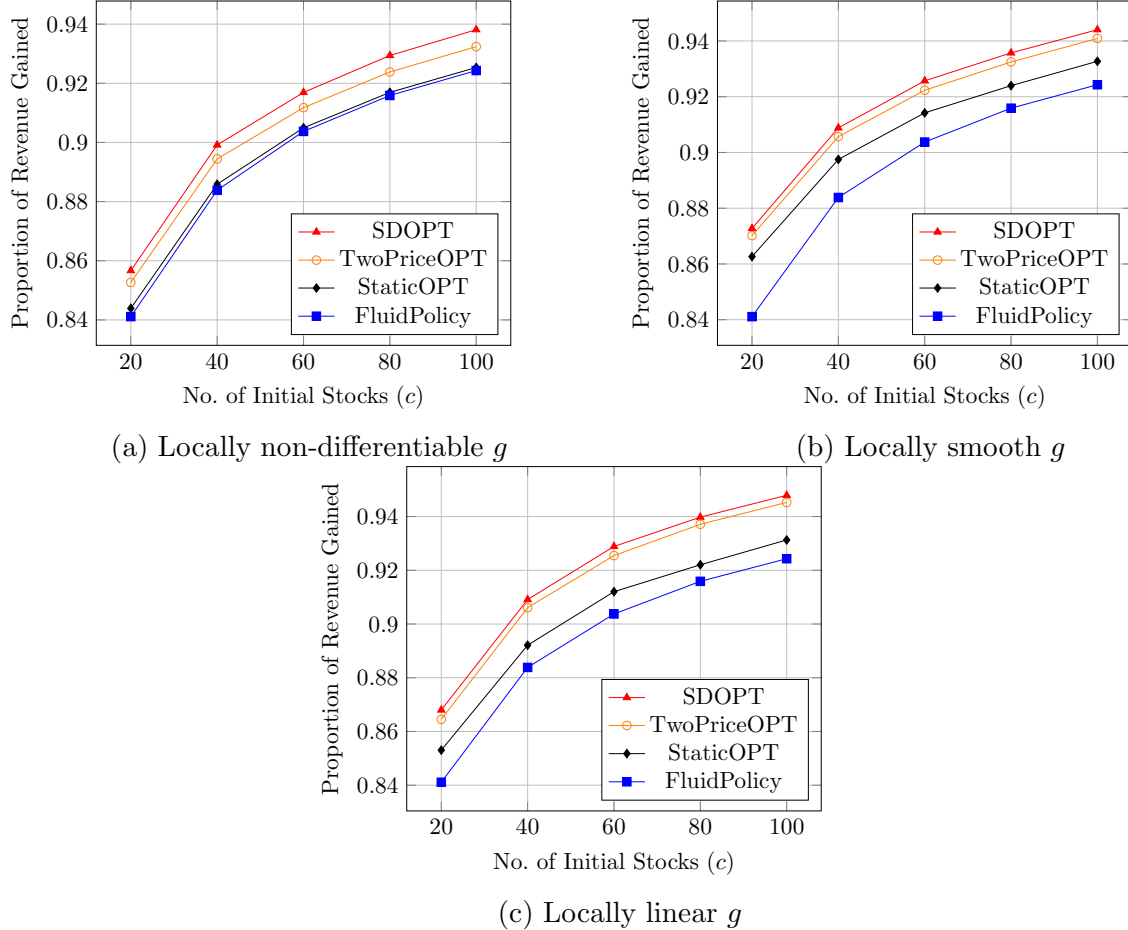 0.94
0.92
0.9
0.88
0.86
0.84
Proportion of Revenue Gained
20 40 60 80 100
No. of Initial Stocks (c)
SDOPT
TwoPriceOPT
StaticOPT
FluidPolicy
(a) Locally non-differentiable g
0.94
0.92
0.9
0.88
0.86
0.84
Proportion of Revenue Gained
20 40 60 80 100
No. of Initial Stocks (c)
SDOPT
TwoPriceOPT
StaticOPT
FluidPolicy
(b) Locally smooth g
0.94
0.92
0.9
0.88
0.86
0.84
Proportion of Revenue Gained
20 40 60 80 100
No. of Initial Stocks (c)
SDOPT
TwoPriceOPT
StaticOPT
FluidPolicy
(c) Locally linear g